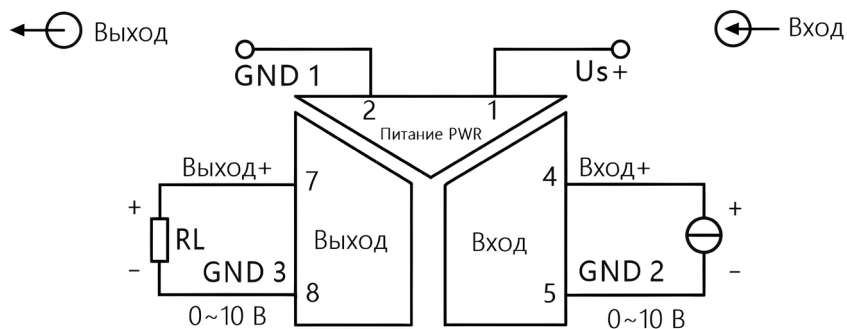 Выход
Вход
GND 1
Us+
2
1
Питание PWR
Выход+
7
4
Вход+
+
RL
−
Выход
Вход
+
−
GND 3
8
5
GND 2
0~10 В
0~10 В